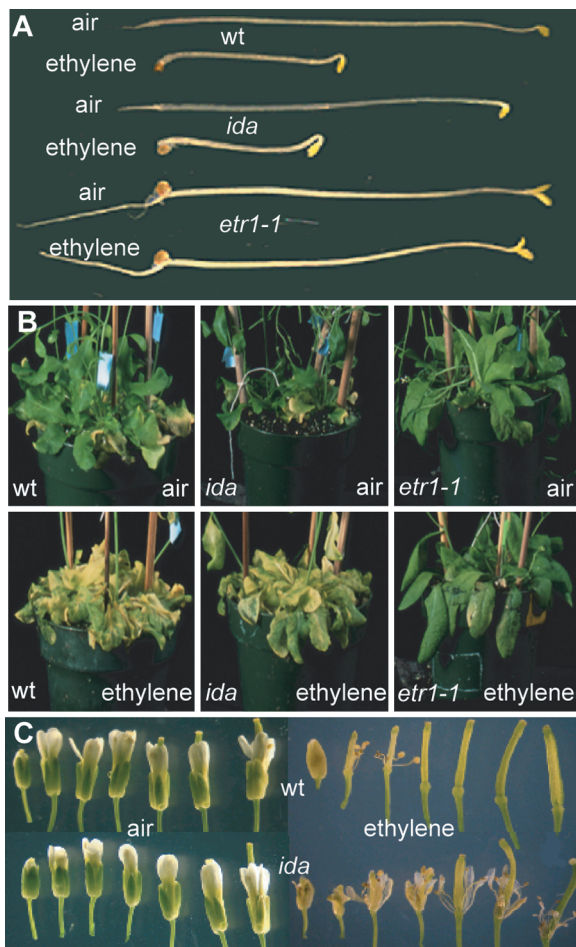 A
air
wt
ethylene
air
ida
ethylene
air
etr1-1
ethylene
B
wt air
ida air
etr1-1 air
wt ethylene
ida ethylene
etr1-1 ethylene
C
wt
air ethylene
ida